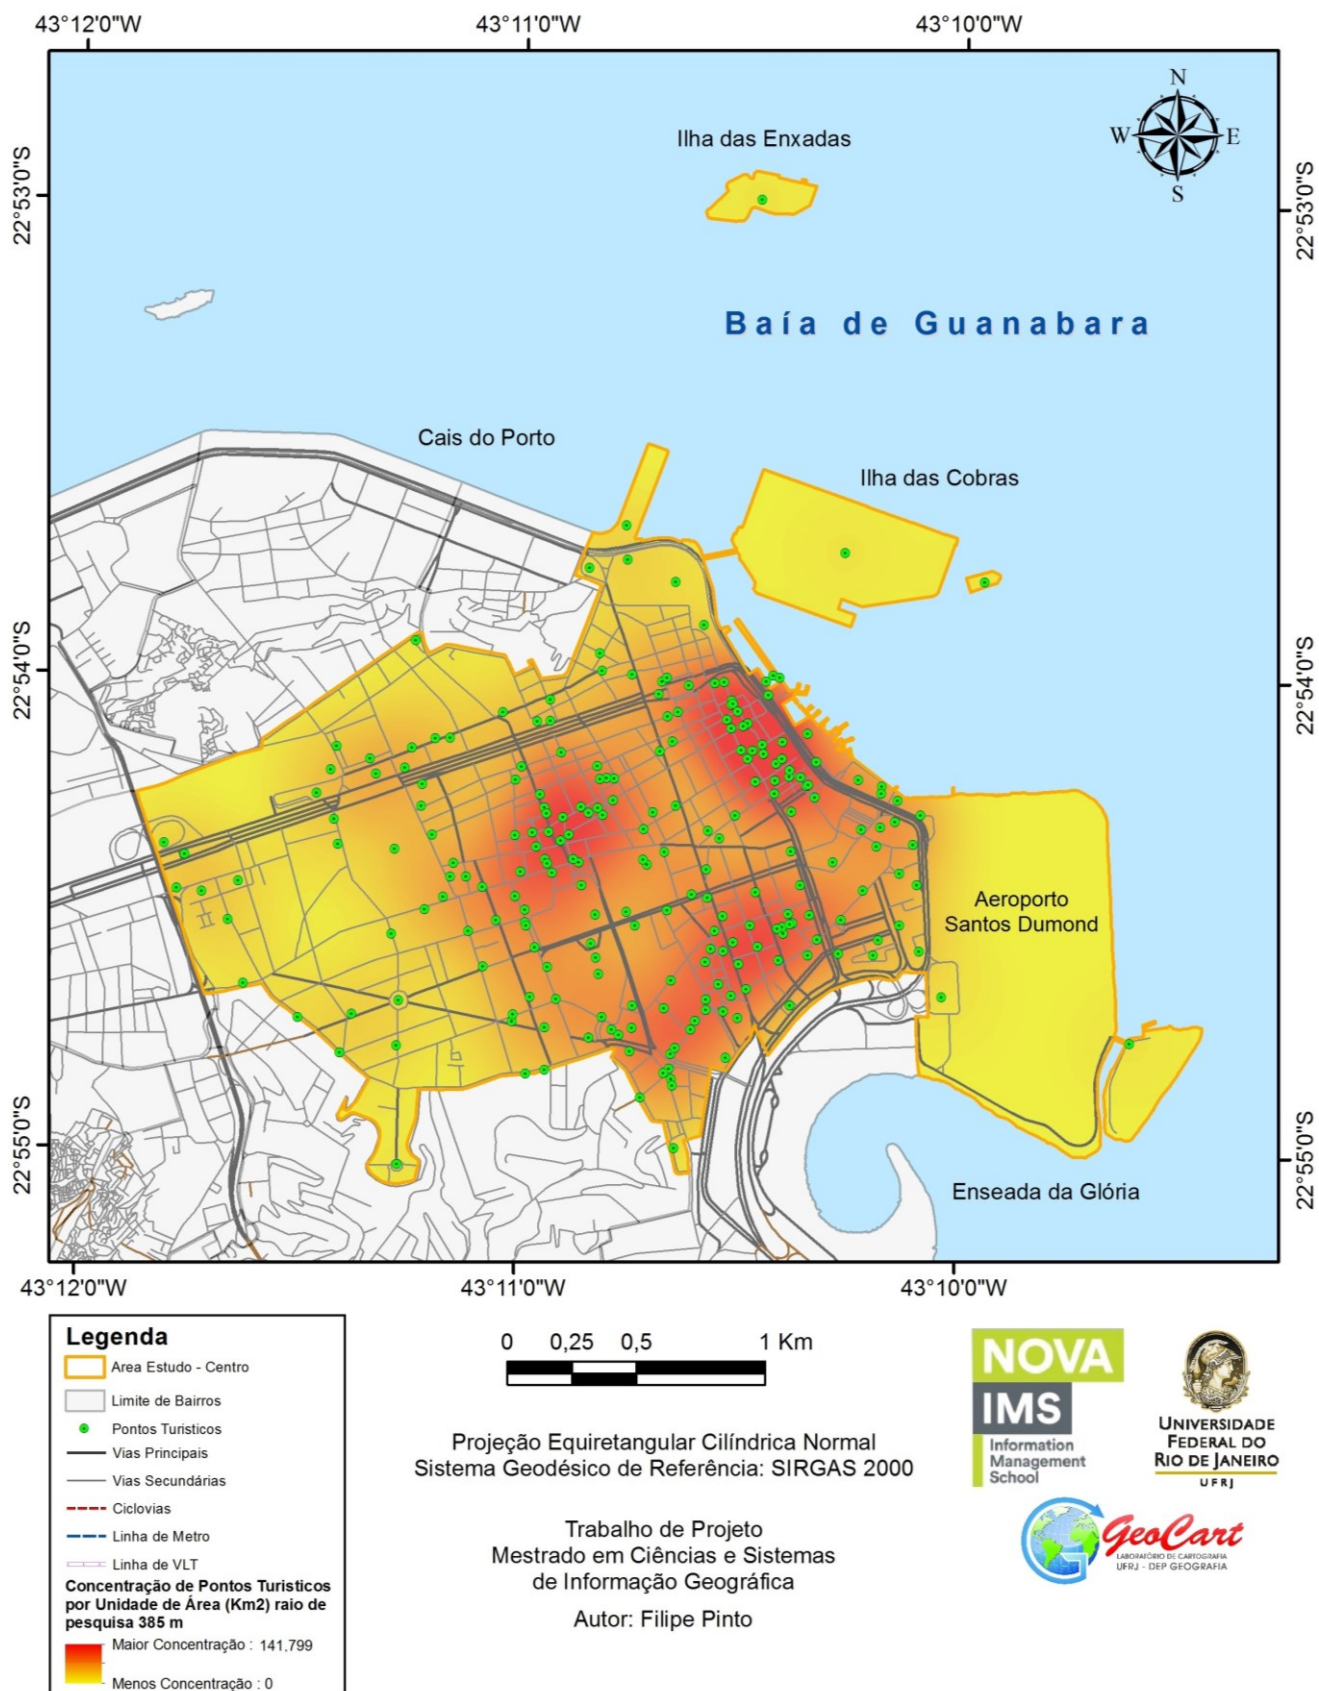 43°12'0"W
43°11'0"W
43°10'0"W
N
W
E
S
Ilha das Enxadas
22°53'0"S
22°53'0"S
Baía de Guanabara
Cais do Porto
Ilha das Cobras
22°54'0"S
22°54'0"S
Aeroporto
Santos Dumond
22°55'0"S
22°55'0"S
Enseada da Glória
43°12'0"W
43°11'0"W
43°10'0"W
Legenda
Area Estudo - Centro
Limite de Bairros
Pontos Turisticos
Vias Principais
Vias Secundárias
Ciclovias
Linha de Metro
Linha de VLT
Concentração de Pontos Turisticos
por Unidade de Área (Km2) raio de
pesquisa 385 m
Maior Concentração : 141,799
Menos Concentração : 0
0 0,25 0,5 1 Km
Projeção Equiretangular Cilíndrica Normal
Sistema Geodésico de Referência: SIRGAS 2000
Trabalho de Projeto
Mestrado em Ciências e Sistemas
de Informação Geográfica
Autor: Filipe Pinto
NOVA
IMS
Information
Management
School
UNIVERSIDADE
FEDERAL DO
RIO DE JANEIRO
UFRJ
GeoCart
LABORATÓRIO DE CARTOGRAFIA
UFRJ - DEP GEOGRAFIA